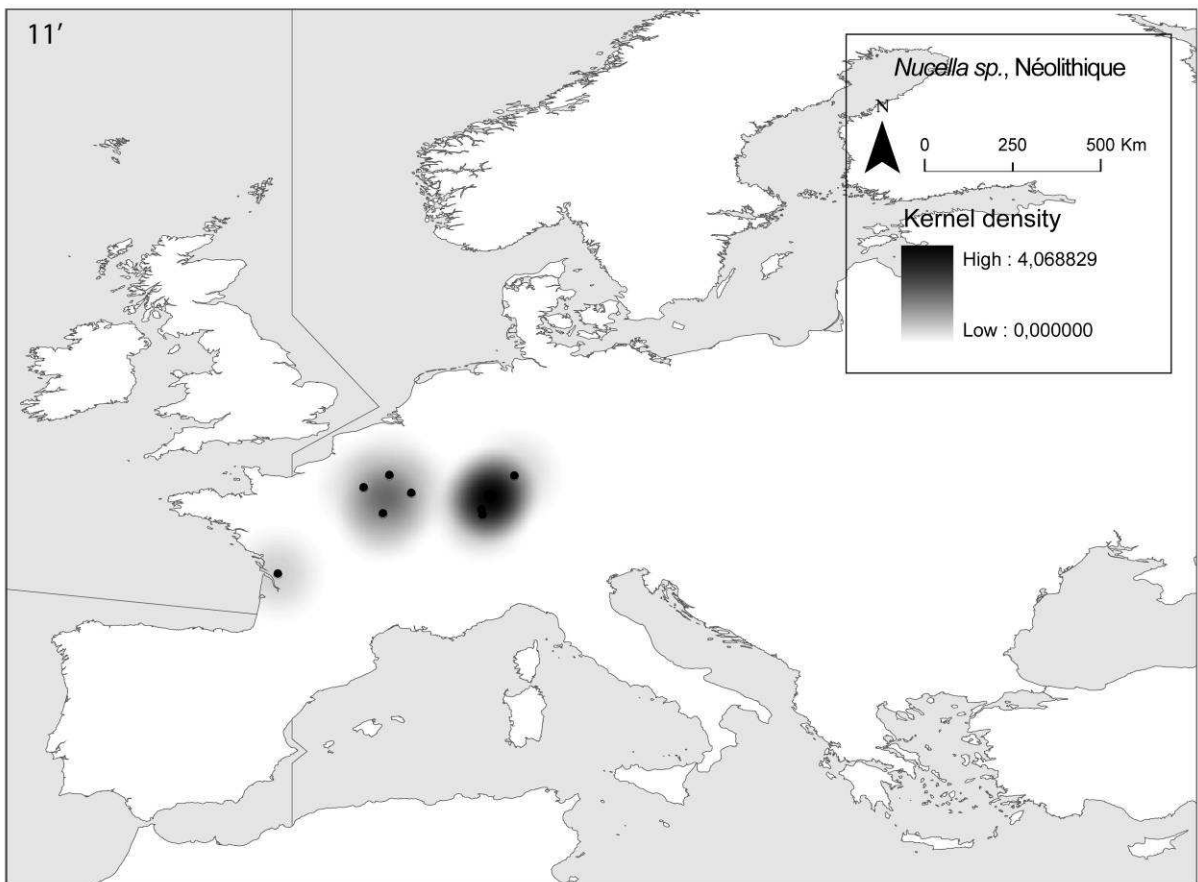 11’
Nucella sp., Néolithique
N
0 250 500 Km
Kernel density
High : 4,068829
Low : 0,000000